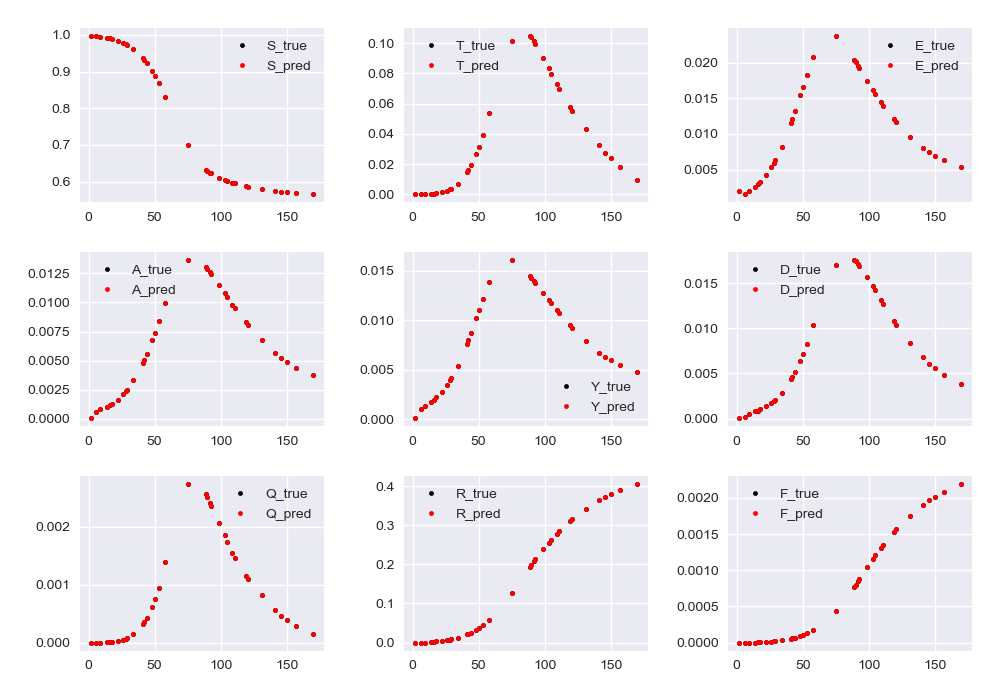 1.0
0.9
0.8
0.7
0.6
0 50 100 150
S_true
S_pred
0.10
0.08
0.06
0.04
0.02
0.00
0 50 100 150
T_true
T_pred
0.020
0.015
0.010
0.005
0 50 100 150
E_true
E_pred
0.0125
0.0100
0.0075
0.0050
0.0025
0.0000
0 50 100 150
A_true
A_pred
0.015
0.010
0.005
0.000
0 50 100 150
Y_true
Y_pred
0.015
0.010
0.005
0.000
0 50 100 150
D_true
D_pred
0.002
0.001
0.000
0 50 100 150
Q_true
Q_pred
0.4
0.3
0.2
0.1
0.0
0 50 100 150
R_true
R_pred
0.0020
0.0015
0.0010
0.0005
0.0000
0 50 100 150
F_true
F_pred